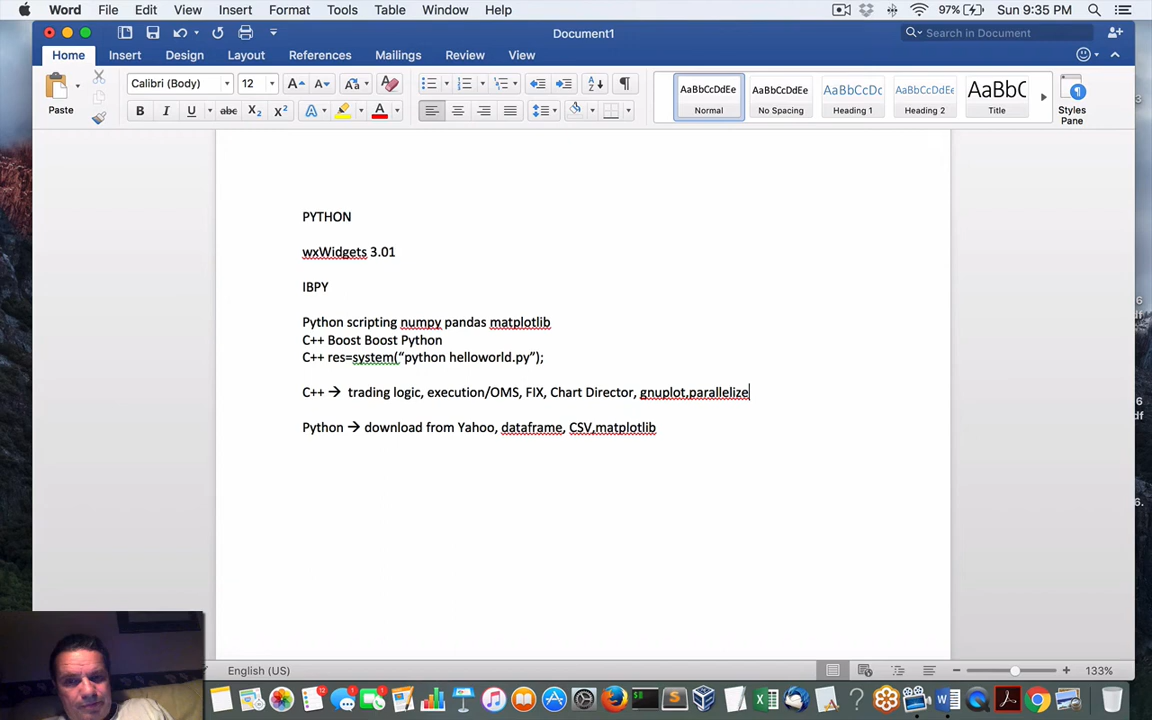 Word File Edit View Insert Format Tools Table Window Help 97% Sun 9:35 PM
Document1 Search in Document
Home Insert Design Layout References Mailings Review View
Paste Calibri (Body) 12 AaBbCcDdEe AaBbCcDdEe AaBbCcDc AaBbCcDdEe AaBbC Styles Pane
B I U abc X2 X2 A A Normal No Spacing Heading 1 Heading 2 Title
PYTHON
wxWidgets 3.01
IBPY
Python scripting numpy pandas matplotlib
C++ Boost Boost Python
C++ res=system(“python helloworld.py”);
C++ → trading logic, execution/OMS, FIX, Chart Director, gnuplot,parallelize
Python → download from Yahoo, dataframe, CSV,matplotlib
English (US) 133%